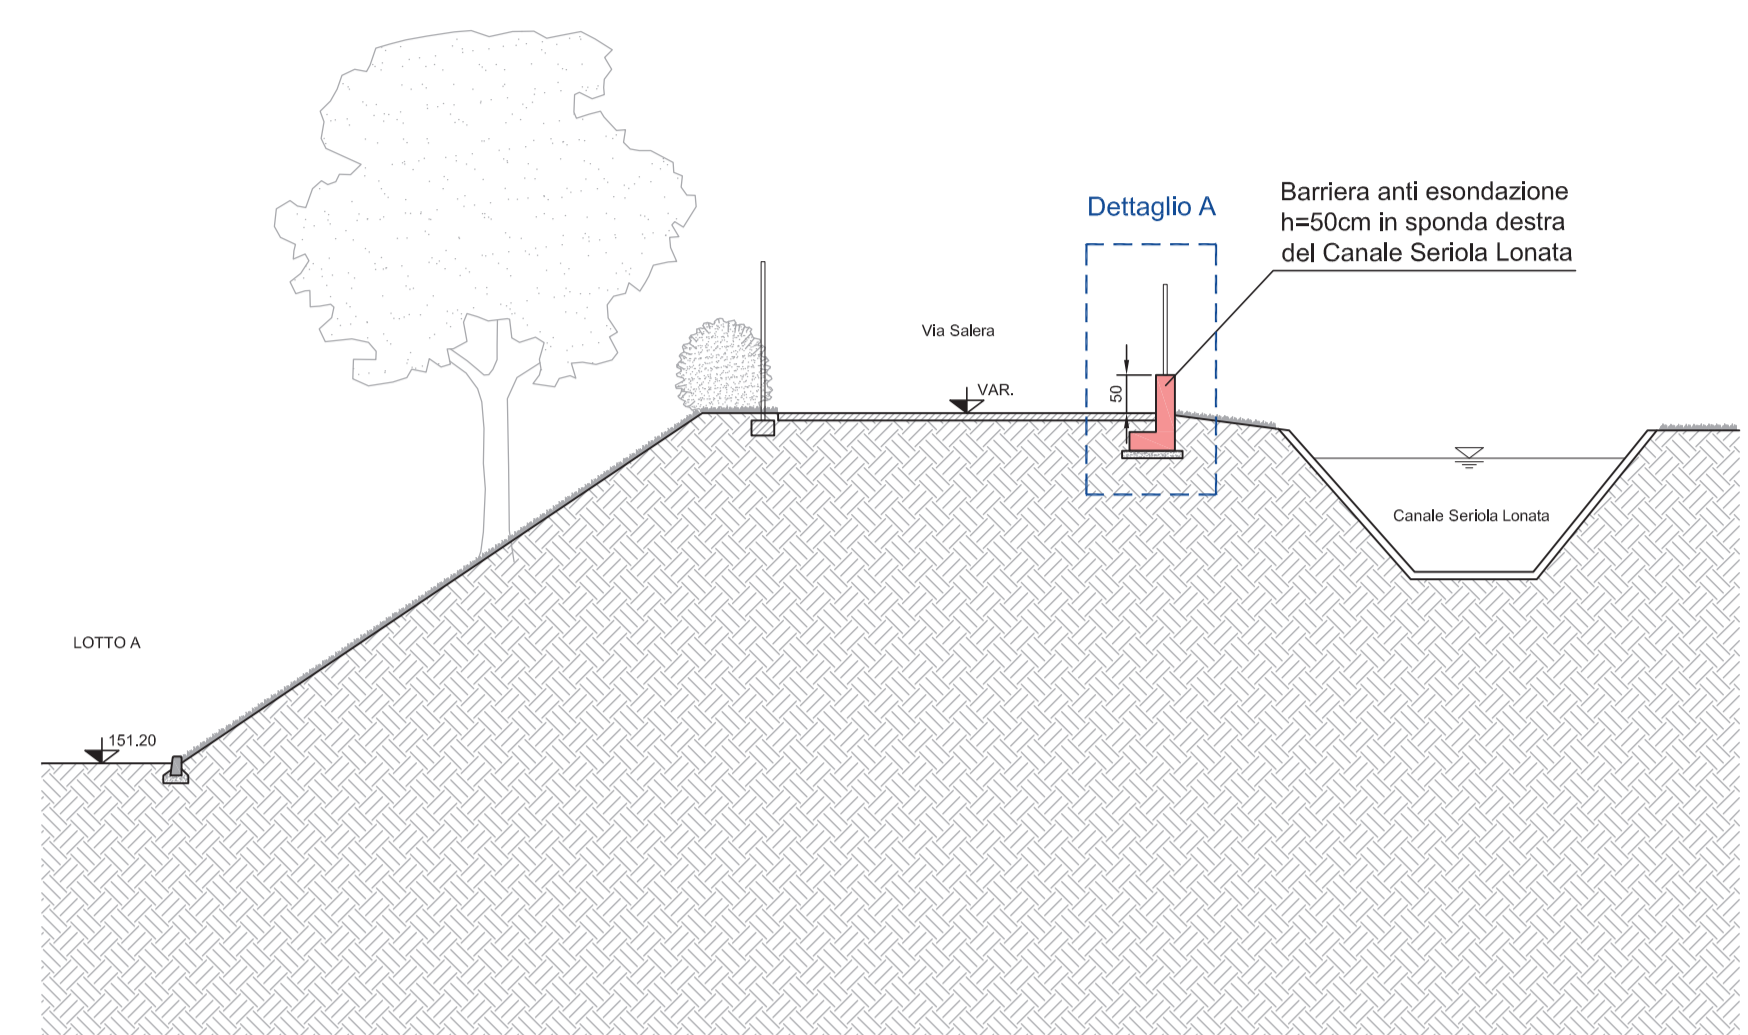 Dettaglio A
Barriera anti esondazione
h=50cm in sponda destra
del Canale Seriola Lonata
Via Salera
VAR.
50
Canale Seriola Lonata
LOTTO A
151.20